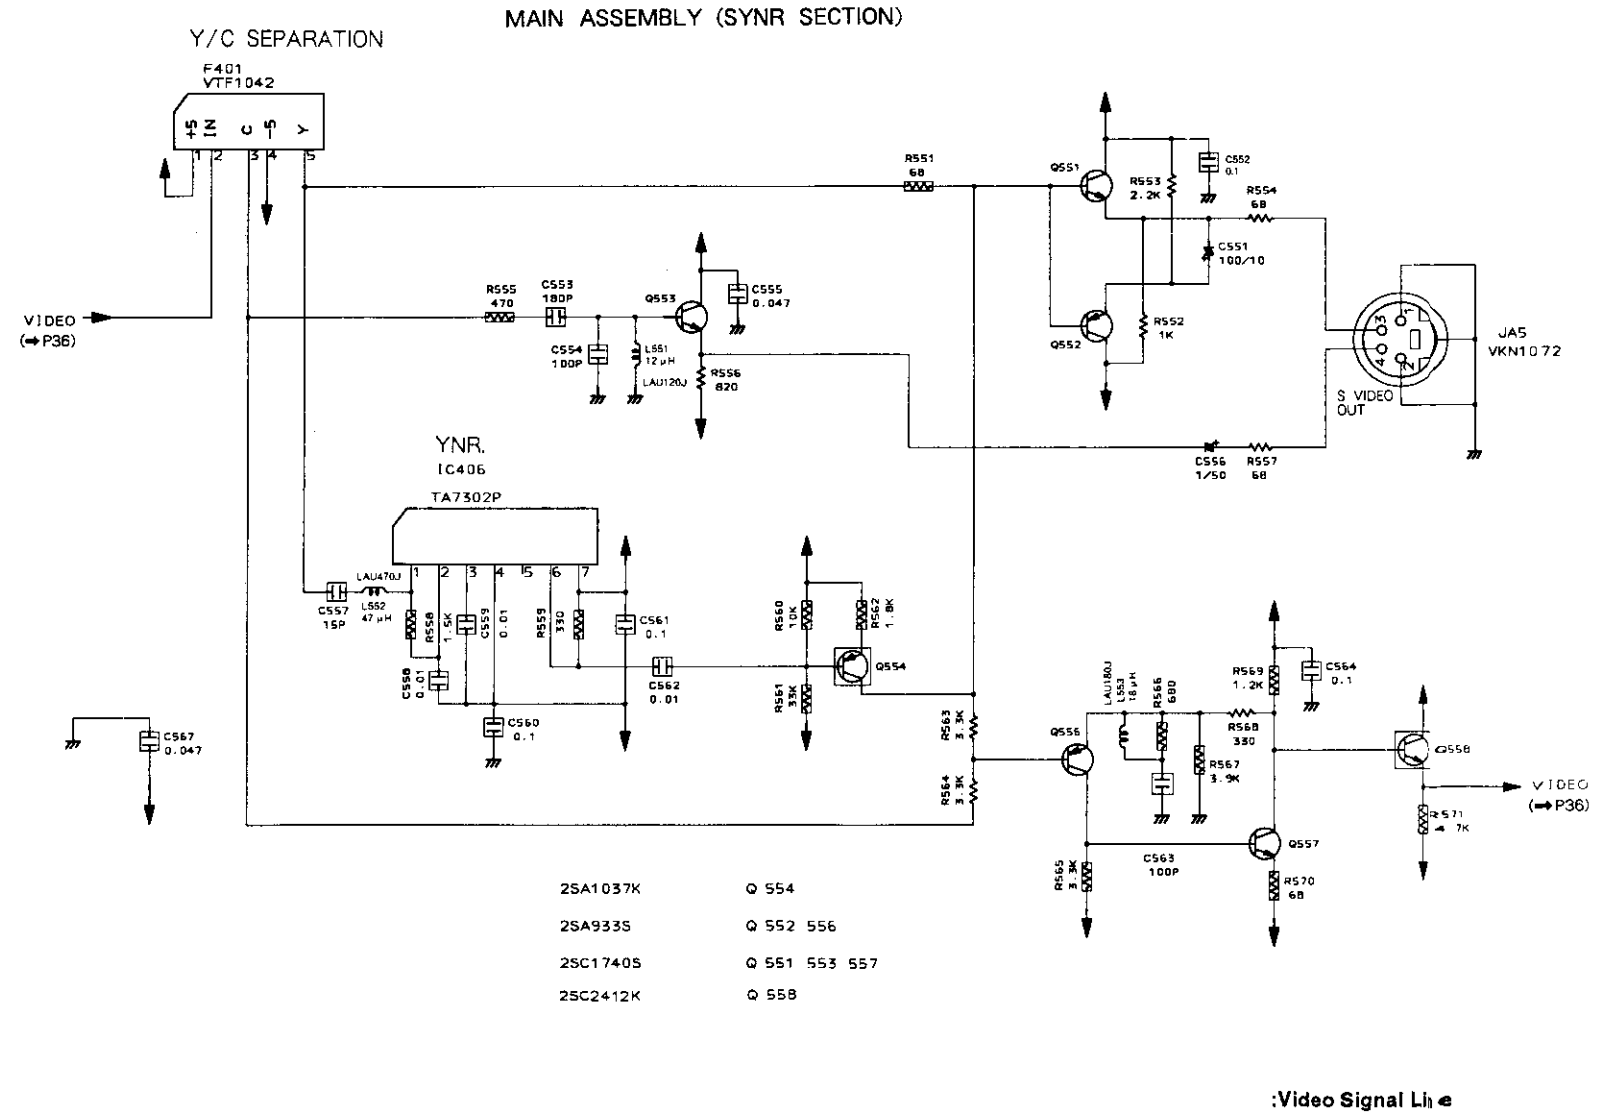 MAIN ASSEMBLY (SYNR SECTION)
Y/C SEPARATION
F401
VTF1042
+5 IN C -5 Y
1 2 3 4 5
VIDEO
(➡P36)
R555
470
C553
180P
C554
100P
L551
12μH
LAU120J
Q553
C555
0.047
R556
820
R551
68
Q551
R553
2.2K
C552
0.1
R554
68
C551
100/10
Q552
R552
1K
JA5
VKN1072
1
2
3
4
S VIDEO
OUT
C556
1/50
R557
68
YNR.
IC406
TA7302P
1 2 3 4 5 6 7
C557
15P
LAU470J
L552
47μH
R558
1.5K
C558
0.01
C559
0.01
C560
0.1
R559
330
C561
0.1
C562
0.01
R560
10K
R561
33K
R562
1.8K
Q554
R563
3.3K
R564
3.3K
C567
0.047
Q556
LAU180J
L553
18μH
R566
680
R567
3.9K
R568
330
R569
1.2K
C564
0.1
Q558
VIDEO
(➡P36)
R571
4.7K
R565
3.3K
C563
100P
Q557
R570
68
2SA1037K Q 554
2SA933S Q 552 556
2SC1740S Q 551 553 557
2SC2412K Q 558
:Video Signal Line